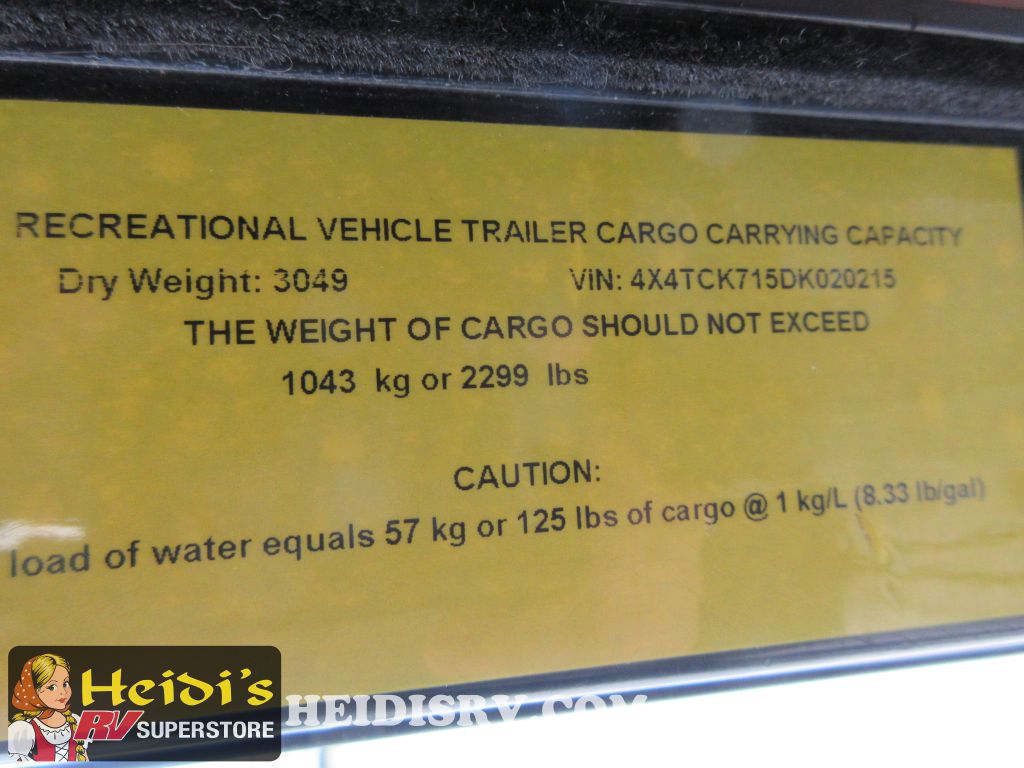 RECREATIONAL VEHICLE TRAILER CARGO CARRYING CAPACITY
Dry Weight: 3049 VIN: 4X4TCK715DK020215
THE WEIGHT OF CARGO SHOULD NOT EXCEED
1043 kg or 2299 lbs
CAUTION:
load of water equals 57 kg or 125 lbs of cargo @ 1 kg/L (8.33 lb/gal)
Heidi's
RV SUPERSTORE
HEIDISRV.COM